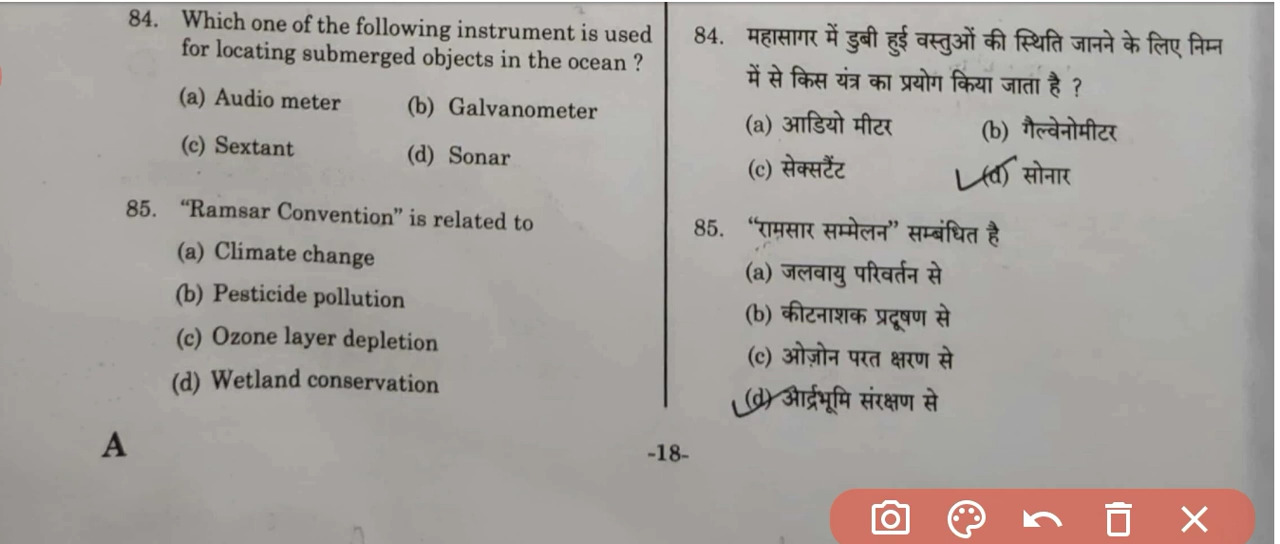 84. Which one of the following instrument is used
for locating submerged objects in the ocean ?
(a) Audio meter (b) Galvanometer
(c) Sextant (d) Sonar
85. “Ramsar Convention” is related to
(a) Climate change
(b) Pesticide pollution
(c) Ozone layer depletion
(d) Wetland conservation
84. महासागर में डुबी हुई वस्तुओं की स्थिति जानने के लिए निम्न
में से किस यंत्र का प्रयोग किया जाता है ?
(a) आडियो मीटर (b) गैल्वेनोमीटर
(c) सेक्सटैंट (d) सोनार
85. “रामसार सम्मेलन” सम्बंधित है
(a) जलवायु परिवर्तन से
(b) कीटनाशक प्रदूषण से
(c) ओज़ोन परत क्षरण से
(d) आर्द्रभूमि संरक्षण से
A -18-